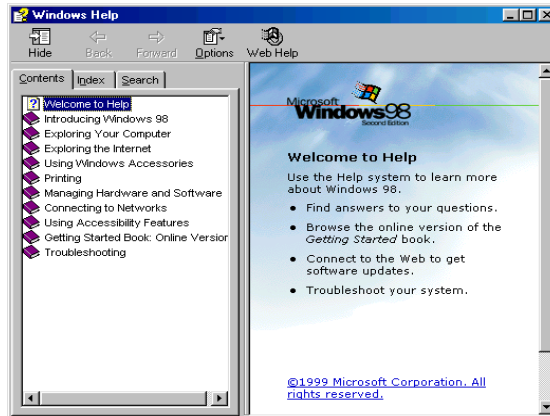 Windows Help
Hide Back Forward Options Web Help
Contents Index Search
Welcome to Help
Introducing Windows 98
Exploring Your Computer
Exploring the Internet
Using Windows Accessories
Printing
Managing Hardware and Software
Connecting to Networks
Using Accessibility Features
Getting Started Book: Online Version
Troubleshooting
Microsoft
Windows98
Second Edition
Welcome to Help
Use the Help system to learn more
about Windows 98.
• Find answers to your questions.
• Browse the online version of the
Getting Started book.
• Connect to the Web to get
software updates.
• Troubleshoot your system.
©1999 Microsoft Corporation. All
rights reserved.